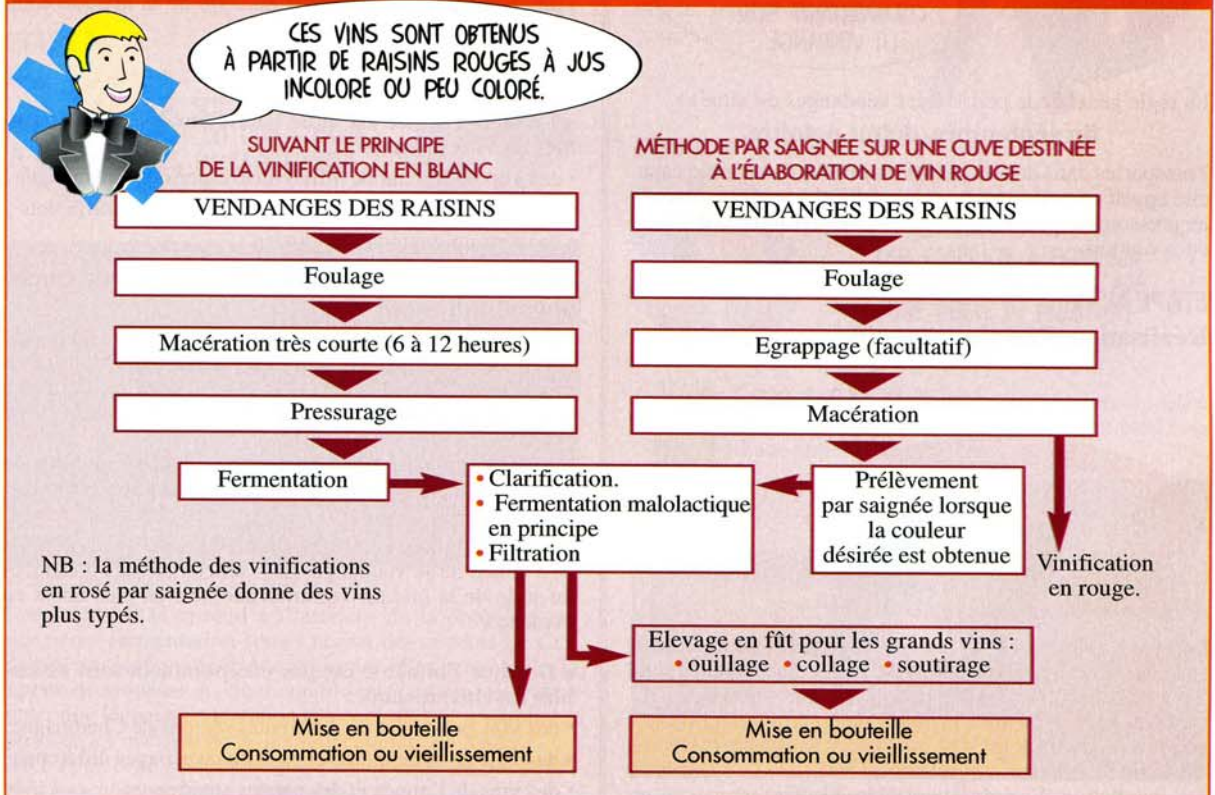 CES VINS SONT OBTENUS
À PARTIR DE RAISINS ROUGES À JUS
INCOLORE OU PEU COLORÉ.
SUIVANT LE PRINCIPE
DE LA VINIFICATION EN BLANC
VENDANGES DES RAISINS
Foulage
Macération très courte (6 à 12 heures)
Pressurage
Fermentation
MÉTHODE PAR SAIGNÉE SUR UNE CUVE DESTINÉE
À L'ÉLABORATION DE VIN ROUGE
VENDANGES DES RAISINS
Foulage
Egrappage (facultatif)
Macération
• Clarification.
• Fermentation malolactique
en principe
• Filtration
Prélèvement
par saignée lorsque
la couleur
désirée est obtenue
Vinification
en rouge.
NB : la méthode des vinifications
en rosé par saignée donne des vins
plus typés.
Elevage en fût pour les grands vins :
• ouillage • collage • soutirage
Mise en bouteille
Consommation ou vieillissement
Mise en bouteille
Consommation ou vieillissement